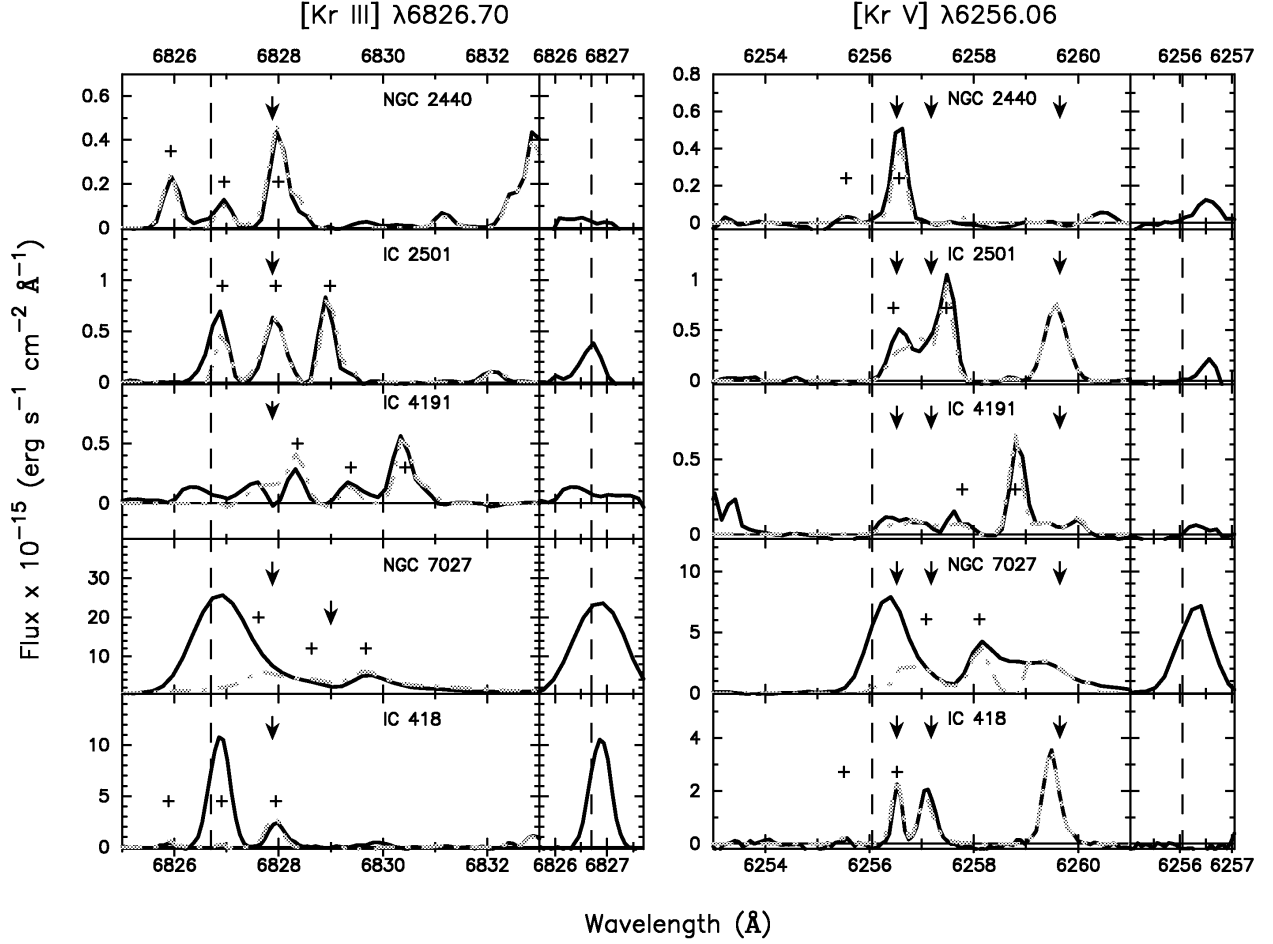 [Kr III] λ6826.70 [Kr V] λ6256.06
6826 6828 6830 6832 6826 6827 6254 6256 6258 6260 6256 6257
NGC 2440 NGC 2440
0.6 0.4 0.2 0
0.8 0.6 0.4 0.2 0
IC 2501 IC 2501
1 0.5 0
1 0.5 0
IC 4191 IC 4191
0.5 0
0.5 0
NGC 7027 NGC 7027
30 20 10
10 5 0
IC 418 IC 418
10 5 0
4 2 0
6826 6828 6830 6832 6826 6827 6254 6256 6258 6260 6256 6257
Flux x 10⁻¹⁵ (erg s⁻¹ cm⁻² Å⁻¹)
Wavelength (Å)